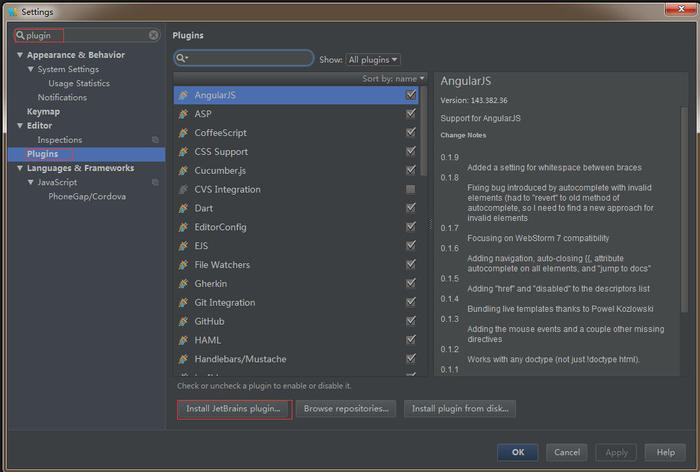 Settings
plugin
Appearance & Behavior
System Settings
Usage Statistics
Notifications
Keymap
Editor
Inspections
Plugins
Languages & Frameworks
JavaScript
PhoneGap/Cordova
Plugins
Show: All plugins
Sort by: name
AngularJS
ASP
CoffeeScript
CSS Support
Cucumber.js
CVS Integration
Dart
EditorConfig
EJS
File Watchers
Gherkin
Git Integration
GitHub
HAML
Handlebars/Mustache
Check or uncheck a plugin to enable or disable it.
Install JetBrains plugin... Browse repositories... Install plugin from disk...
AngularJS
Version: 143.382.36
Support for AngularJS
Change Notes
0.1.9
Added a setting for whitespace between braces
0.1.8
Fixing bug introduced by autocomplete with invalid
elements (had to "revert" to old method of
autocomplete, so I need to find a new approach for
invalid elements
0.1.7
Focusing on WebStorm 7 compatibility
0.1.6
Adding navigation, auto-closing {{, attribute
autocomplete on all elements, and "jump to docs"
0.1.5
Adding "href" and "disabled" to the descriptors list
0.1.4
Bundling live templates thanks to Pawel Kozlowski
0.1.3
Adding the mouse events and a couple other missing
directives
0.1.2
Works with any doctype (not just !doctype html).
0.1.1
OK Cancel Apply Help